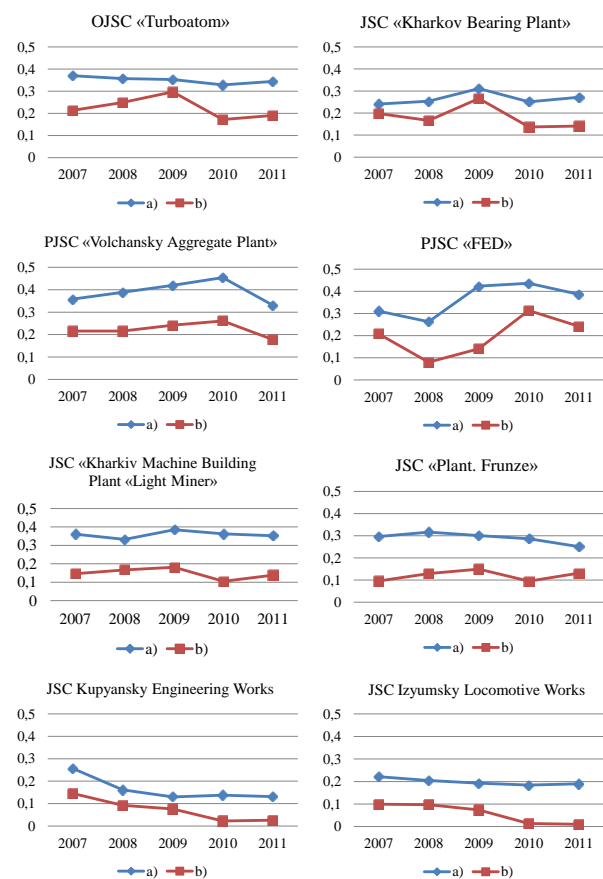 OJSC «Turboatom»
0,5
0,4
0,3
0,2
0,1
0
2007 2008 2009 2010 2011
a) b)
JSC «Kharkov Bearing Plant»
0,5
0,4
0,3
0,2
0,1
0
2007 2008 2009 2010 2011
a) b)
PJSC «Volchansky Aggregate Plant»
0,5
0,4
0,3
0,2
0,1
0
2007 2008 2009 2010 2011
a) b)
PJSC «FED»
0,5
0,4
0,3
0,2
0,1
0
2007 2008 2009 2010 2011
a) b)
JSC «Kharkiv Machine Building
Plant «Light Miner»
0,5
0,4
0,3
0,2
0,1
0
2007 2008 2009 2010 2011
a) b)
JSC «Plant. Frunze»
0,5
0,4
0,3
0,2
0,1
0
2007 2008 2009 2010 2011
a) b)
JSC Kupyansky Engineering Works
0,5
0,4
0,3
0,2
0,1
0
2007 2008 2009 2010 2011
a) b)
JSC Izyumsky Locomotive Works
0,5
0,4
0,3
0,2
0,1
0
2007 2008 2009 2010 2011
a) b)